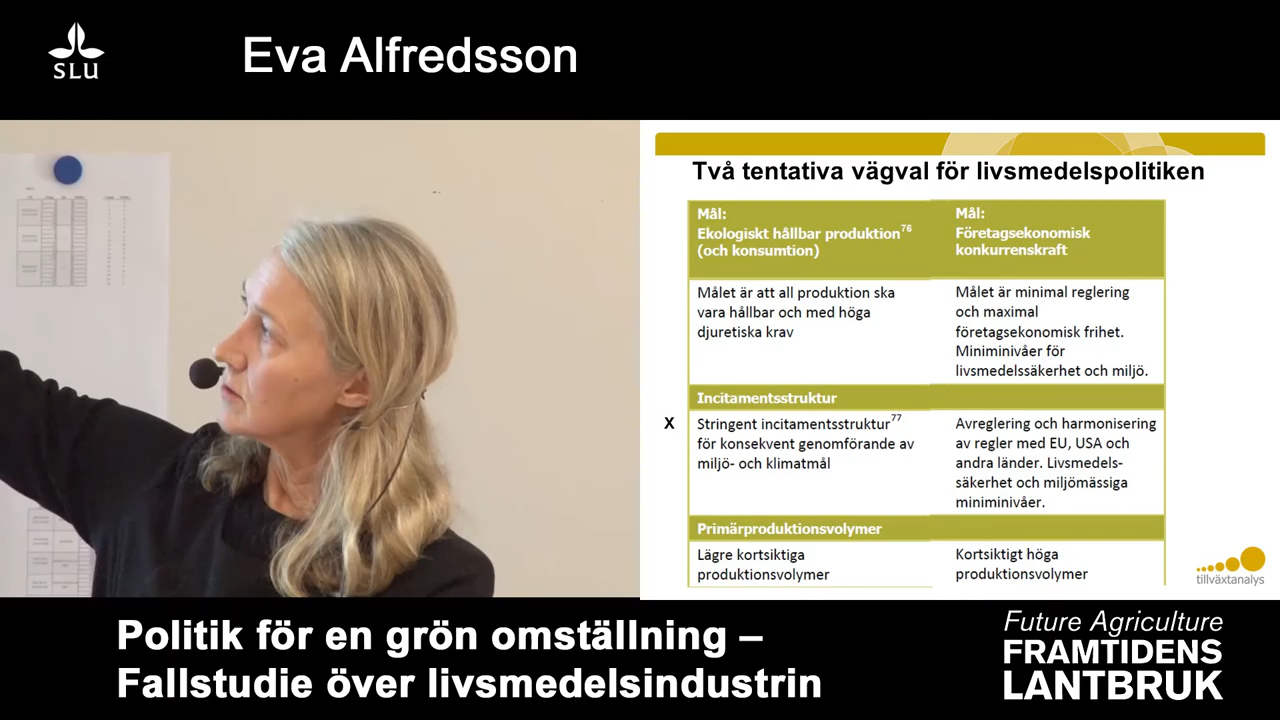 SLU
Eva Alfredsson
Två tentativa vägval för livsmedelspolitiken
Mål:
Ekologiskt hållbar produktion76
(och konsumtion)
Mål:
Företagsekonomisk
konkurrenskraft
Målet är att all produktion ska
vara hållbar och med höga
djuretiska krav
Målet är minimal reglering
och maximal
företagsekonomisk frihet.
Miniminivåer för
livsmedelssäkerhet och miljö.
Incitamentsstruktur
X
Stringent incitamentsstruktur77
för konsekvent genomförande av
miljö- och klimatmål
Avreglering och harmonisering
av regler med EU, USA och
andra länder. Livsmedels-
säkerhet och miljömässiga
miniminivåer.
Primärproduktionsvolymer
Lägre kortsiktiga
produktionsvolymer
Kortsiktigt höga
produktionsvolymer
tillväxtanalys
Politik för en grön omställning –
Fallstudie över livsmedelsindustrin
Future Agriculture
FRAMTIDENS
LANTBRUK